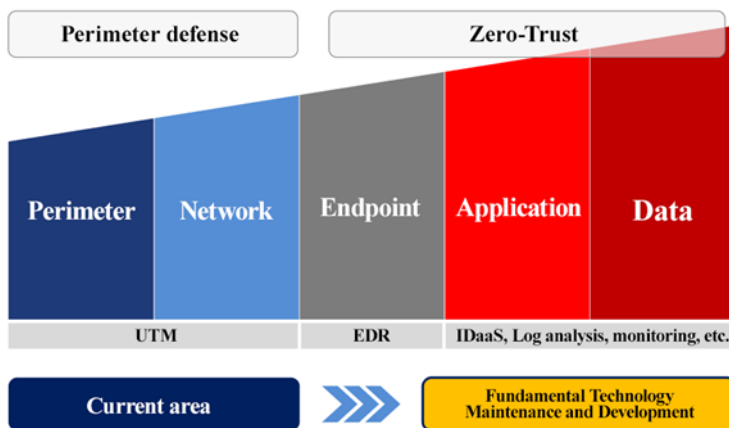 Perimeter defense
Zero-Trust
Perimeter
Network
Endpoint
Application
Data
UTM
EDR
IDaaS, Log analysis, monitoring, etc.
Current area
Fundamental Technology
Maintenance and Development